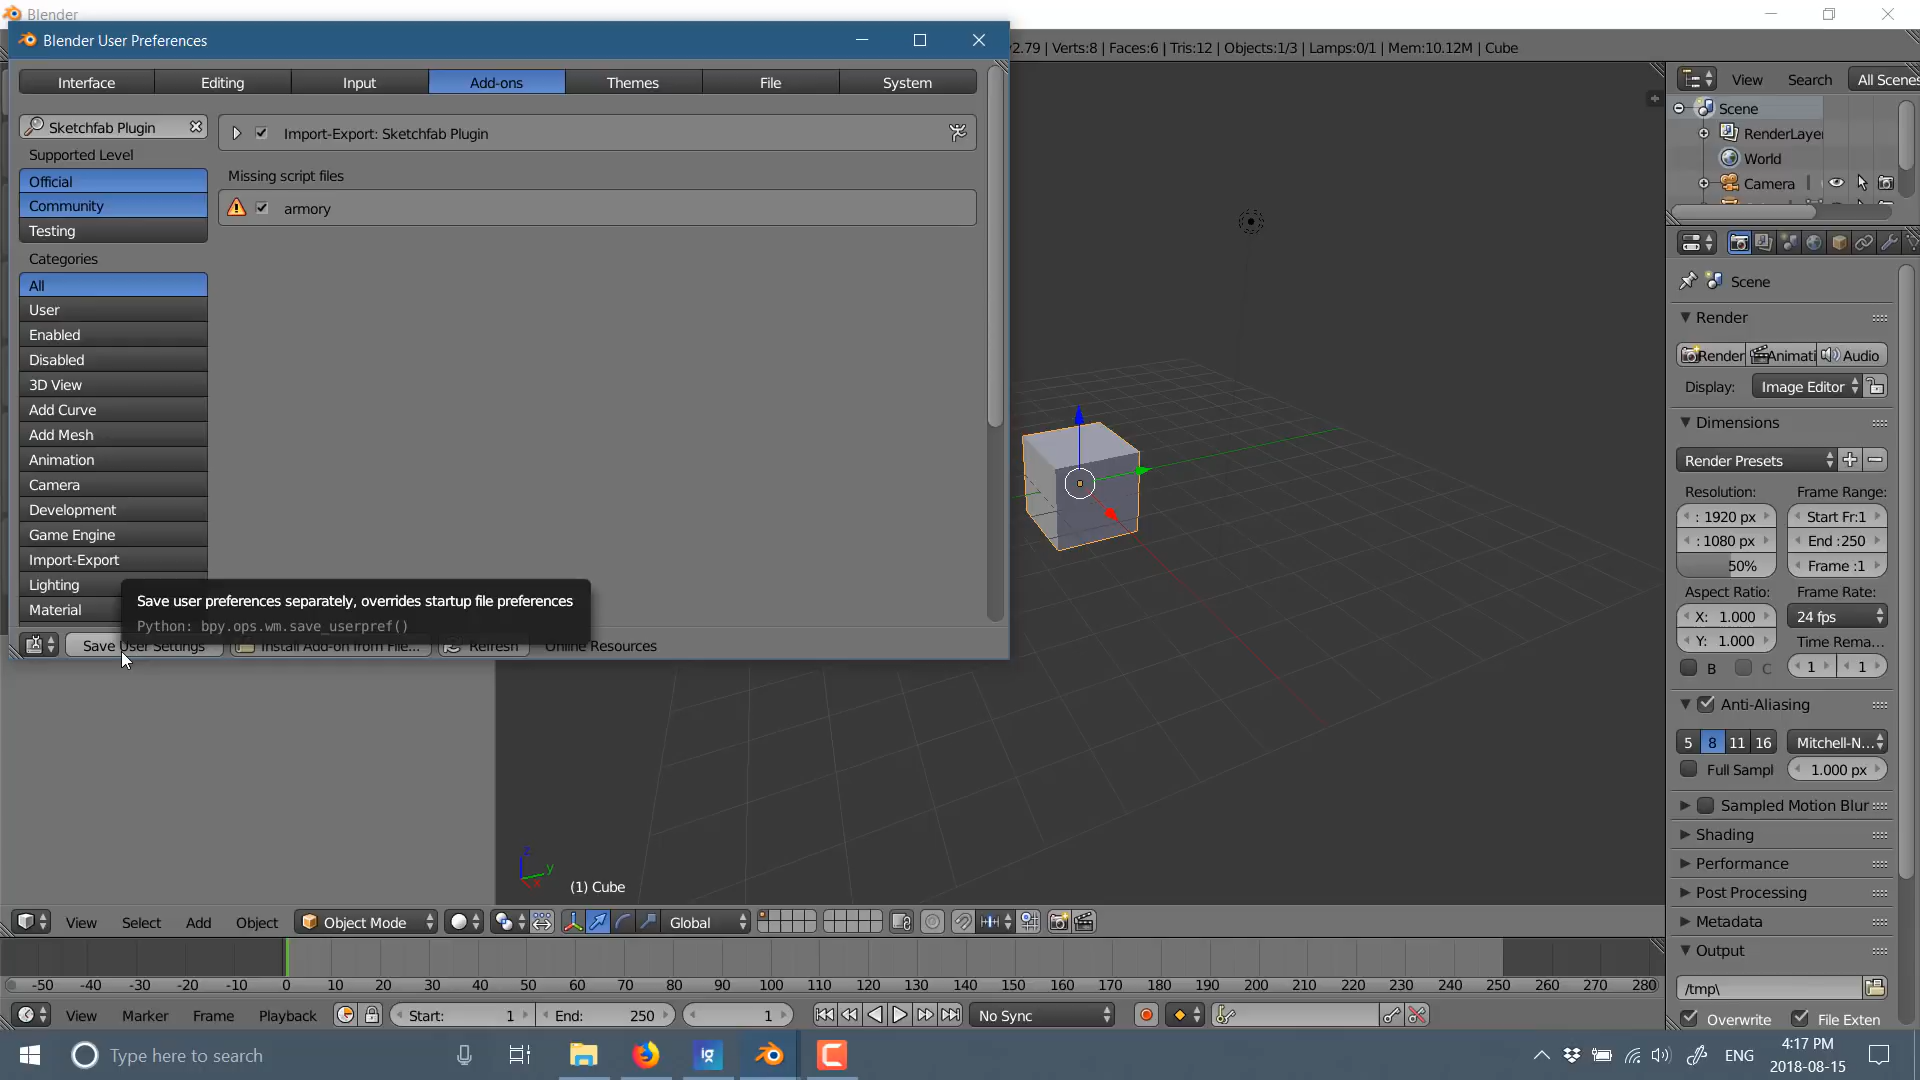 Blender
Blender User Preferences
v2.79 | Verts:8 | Faces:6 | Tris:12 | Objects:1/3 | Lamps:0/1 | Mem:10.12M | Cube
Interface
Editing
Input
Add-ons
Themes
File
System
Sketchfab Plugin
Supported Level
Official
Community
Testing
Categories
All
User
Enabled
Disabled
3D View
Add Curve
Add Mesh
Animation
Camera
Development
Game Engine
Import-Export
Lighting
Material
Import-Export: Sketchfab Plugin
Missing script files
armory
Save user preferences separately, overrides startup file preferences
Python: bpy.ops.wm.save_userpref()
Save User Settings
Install Add-on from File...
Refresh
Online Resources
View
Search
All Scenes
Scene
RenderLaye
World
Camera
Scene
Render
Render
Animati
Audio
Display:
Image Editor
Dimensions
Render Presets
Resolution:
Frame Range:
: 1920 px
Start Fr:1
: 1080 px
End :250
50%
Frame :1
Aspect Ratio:
Frame Rate:
X: 1.000
24 fps
Y: 1.000
Time Rema...
B
C
1
1
Anti-Aliasing
5
8
11
16
Mitchell-N...
Full Sampl
1.000 px
Sampled Motion Blur
Shading
Performance
Post Processing
Metadata
Output
/tmp\
Overwrite
File Exten
z
y
x
(1) Cube
View
Select
Add
Object
Object Mode
Global
-50 -40 -30 -20 -10 0 10 20 30 40 50 60 70 80 90 100 110 120 130 140 150 160 170 180 190 200 210 220 230 240 250 260 270 280
View
Marker
Frame
Playback
Start: 1
End: 250
1
No Sync
Type here to search
ig
C
ENG
4:17 PM
2018-08-15